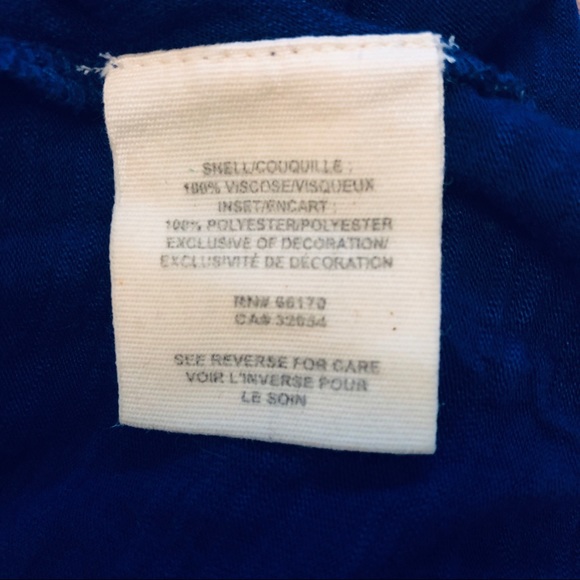 SHELL/COUQUILLE :
100% VISCOSE/VISQUEUX
INSET/ENCART :
100% POLYESTER/POLYESTER
EXCLUSIVE OF DECORATION/
EXCLUSIVITÉ DE DÉCORATION
RN# 66170
CA# 32654
SEE REVERSE FOR CARE
VOIR L'INVERSE POUR
LE SOIN